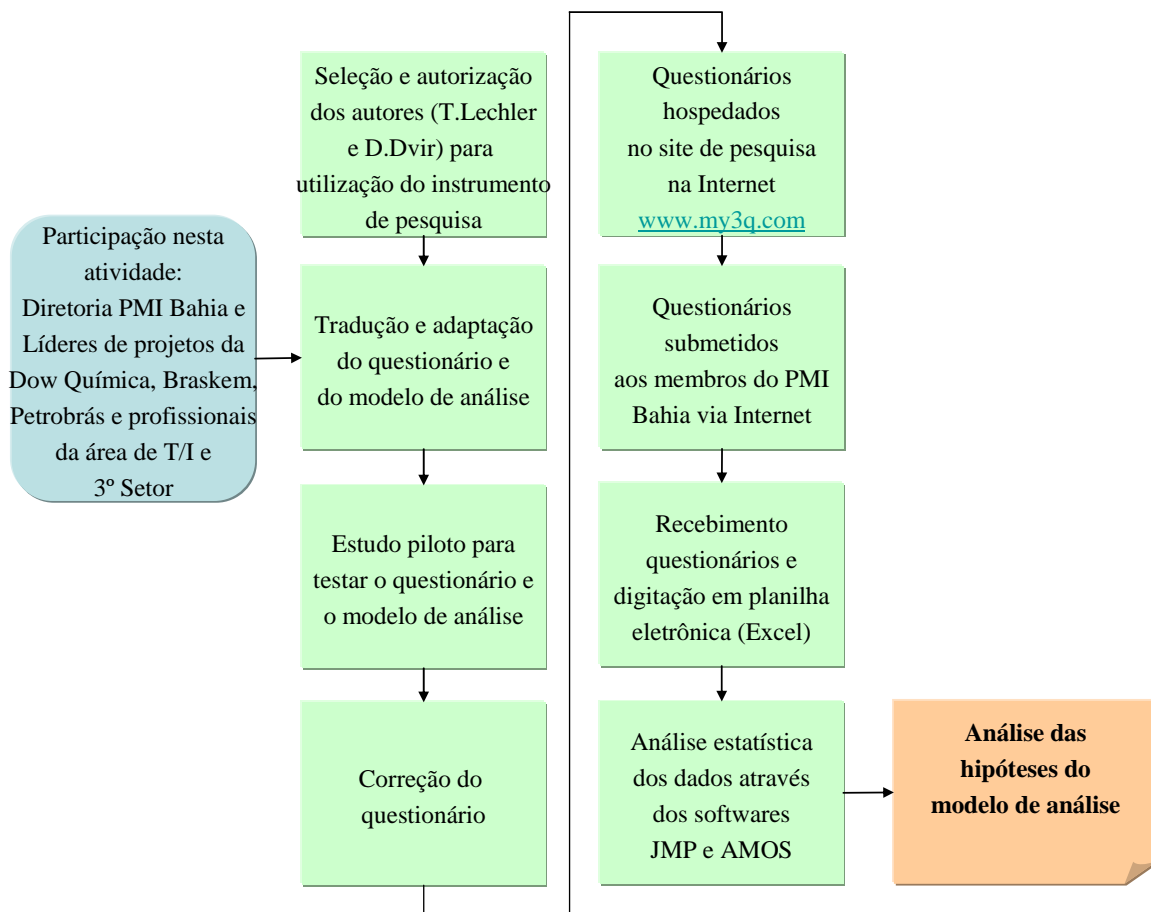 Seleção e autorização
dos autores (T.Lechler
e D.Dvir) para
utilização do instrumento
de pesquisa
Participação nesta
atividade:
Diretoria PMI Bahia e
Líderes de projetos da
Dow Química, Braskem,
Petrobrás e profissionais
da área de T/I e
3º Setor
Tradução e adaptação
do questionário e
do modelo de análise
Estudo piloto para
testar o questionário e
o modelo de análise
Correção do
questionário
Questionários
hospedados
no site de pesquisa
na Internet
www.my3q.com
Questionários
submetidos
aos membros do PMI
Bahia via Internet
Recebimento
questionários e
digitação em planilha
eletrônica (Excel)
Análise estatística
dos dados através
dos softwares
JMP e AMOS
Análise das
hipóteses do
modelo de análise